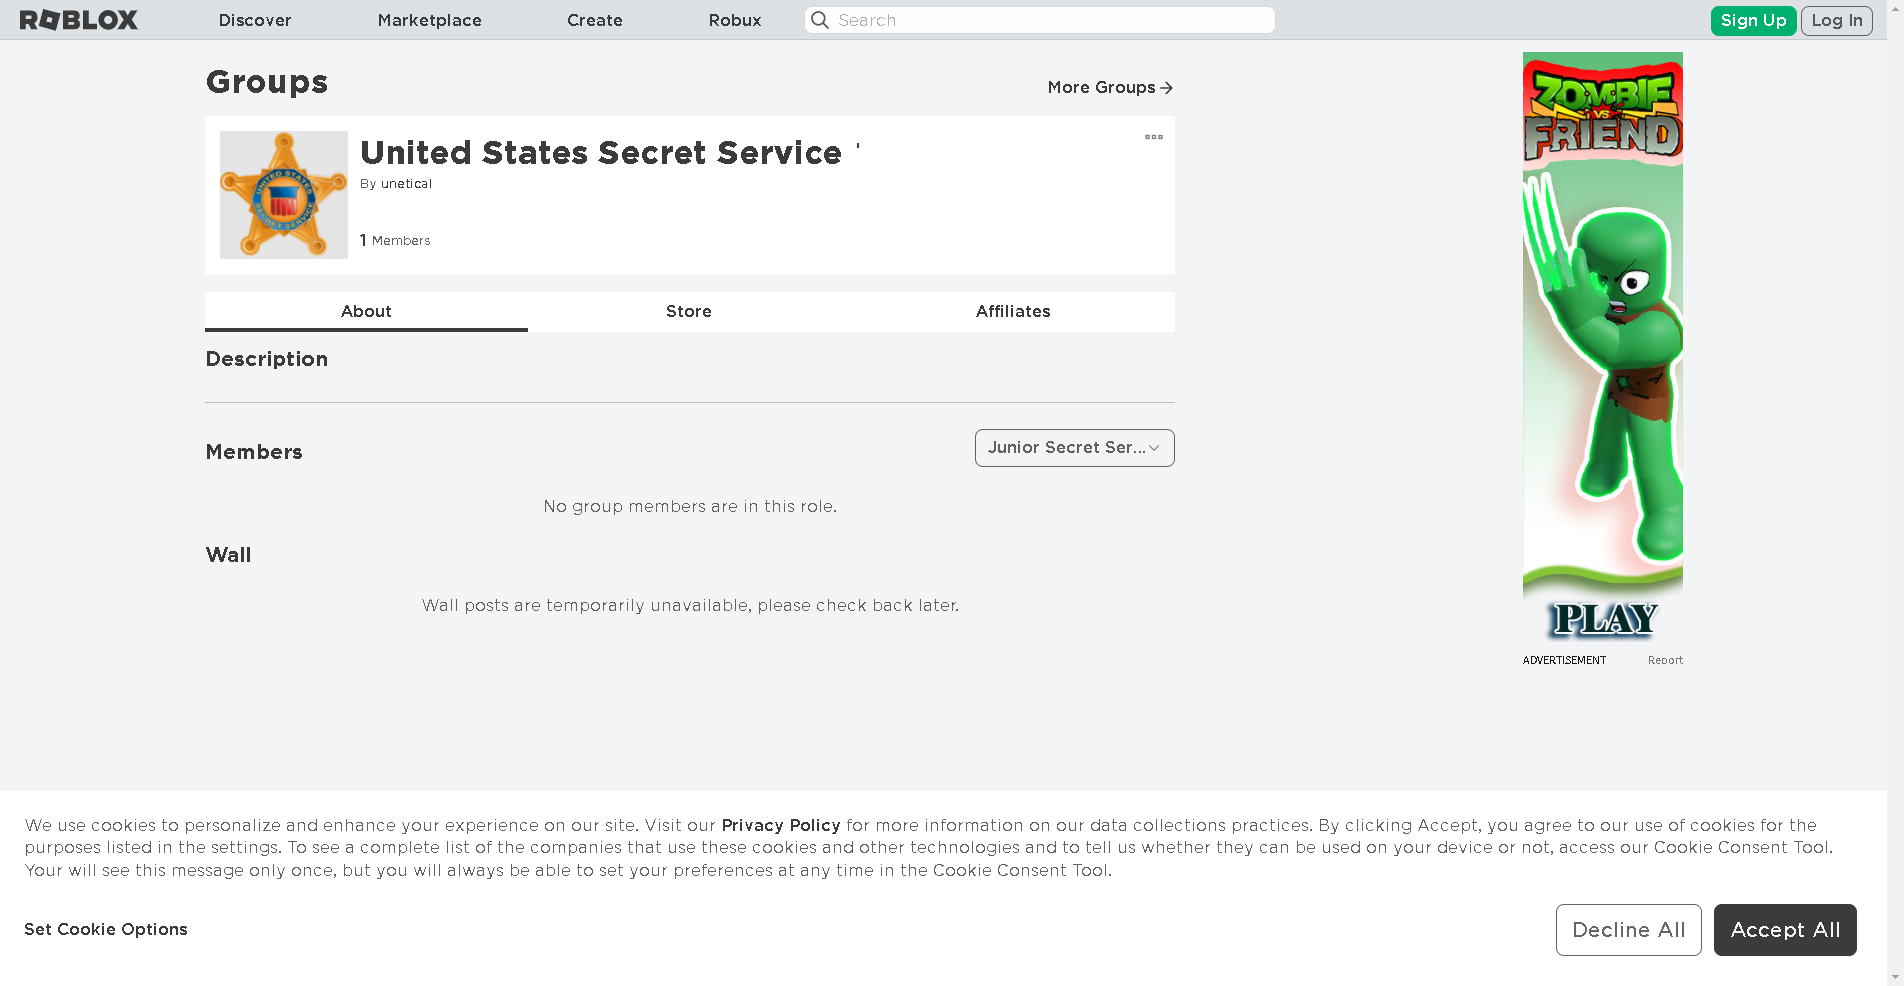 ROBLOX
Discover
Marketplace
Create
Robux
Search
Sign Up
Log In
Groups
More Groups
UNITED STATES
SECRET SERVICE
United States Secret Service '
By unetical
1 Members
About
Store
Affiliates
Description
Members
Junior Secret Ser...
No group members are in this role.
Wall
Wall posts are temporarily unavailable, please check back later.
ZOMBIE
VS
FRIEND
PLAY
ADVERTISEMENT
Report
We use cookies to personalize and enhance your experience on our site. Visit our Privacy Policy for more information on our data collections practices. By clicking Accept, you agree to our use of cookies for the
purposes listed in the settings. To see a complete list of the companies that use these cookies and other technologies and to tell us whether they can be used on your device or not, access our Cookie Consent Tool.
Your will see this message only once, but you will always be able to set your preferences at any time in the Cookie Consent Tool.
Set Cookie Options
Decline All
Accept All